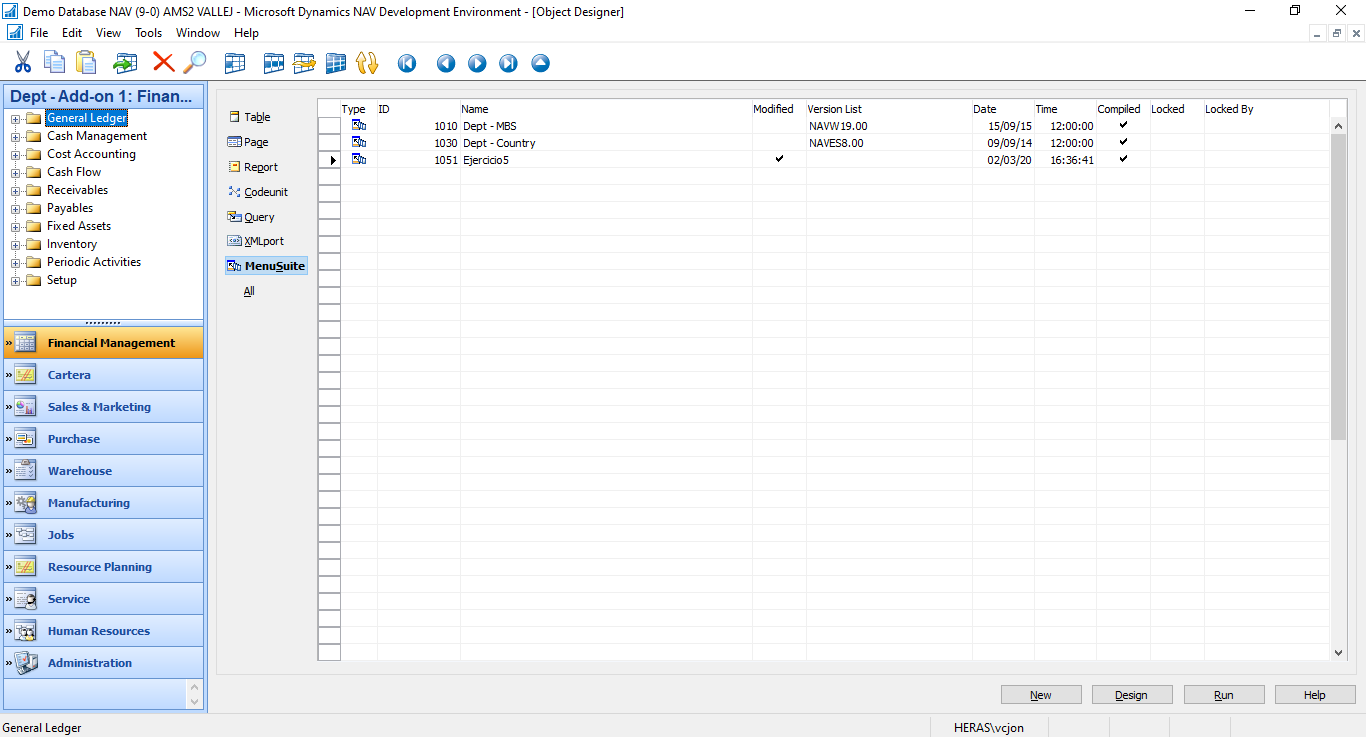 Demo Database NAV (9-0) AMS2 VALLEJ - Microsoft Dynamics NAV Development Environment - [Object Designer]
File Edit View Tools Window Help
Dept - Add-on 1: Finan...
General Ledger
Cash Management
Cost Accounting
Cash Flow
Receivables
Payables
Fixed Assets
Inventory
Periodic Activities
Setup
Financial Management
Cartera
Sales & Marketing
Purchase
Warehouse
Manufacturing
Jobs
Resource Planning
Service
Human Resources
Administration
Table
Page
Report
Codeunit
Query
XMLport
MenuSuite
All
Type ID Name Modified Version List Date Time Compiled Locked Locked By
1010 Dept - MBS NAVW19.00 15/09/15 12:00:00
1030 Dept - Country NAVES8.00 09/09/14 12:00:00
1051 Ejercicio5 02/03/20 16:36:41
New Design Run Help
General Ledger HERAS\vcjon